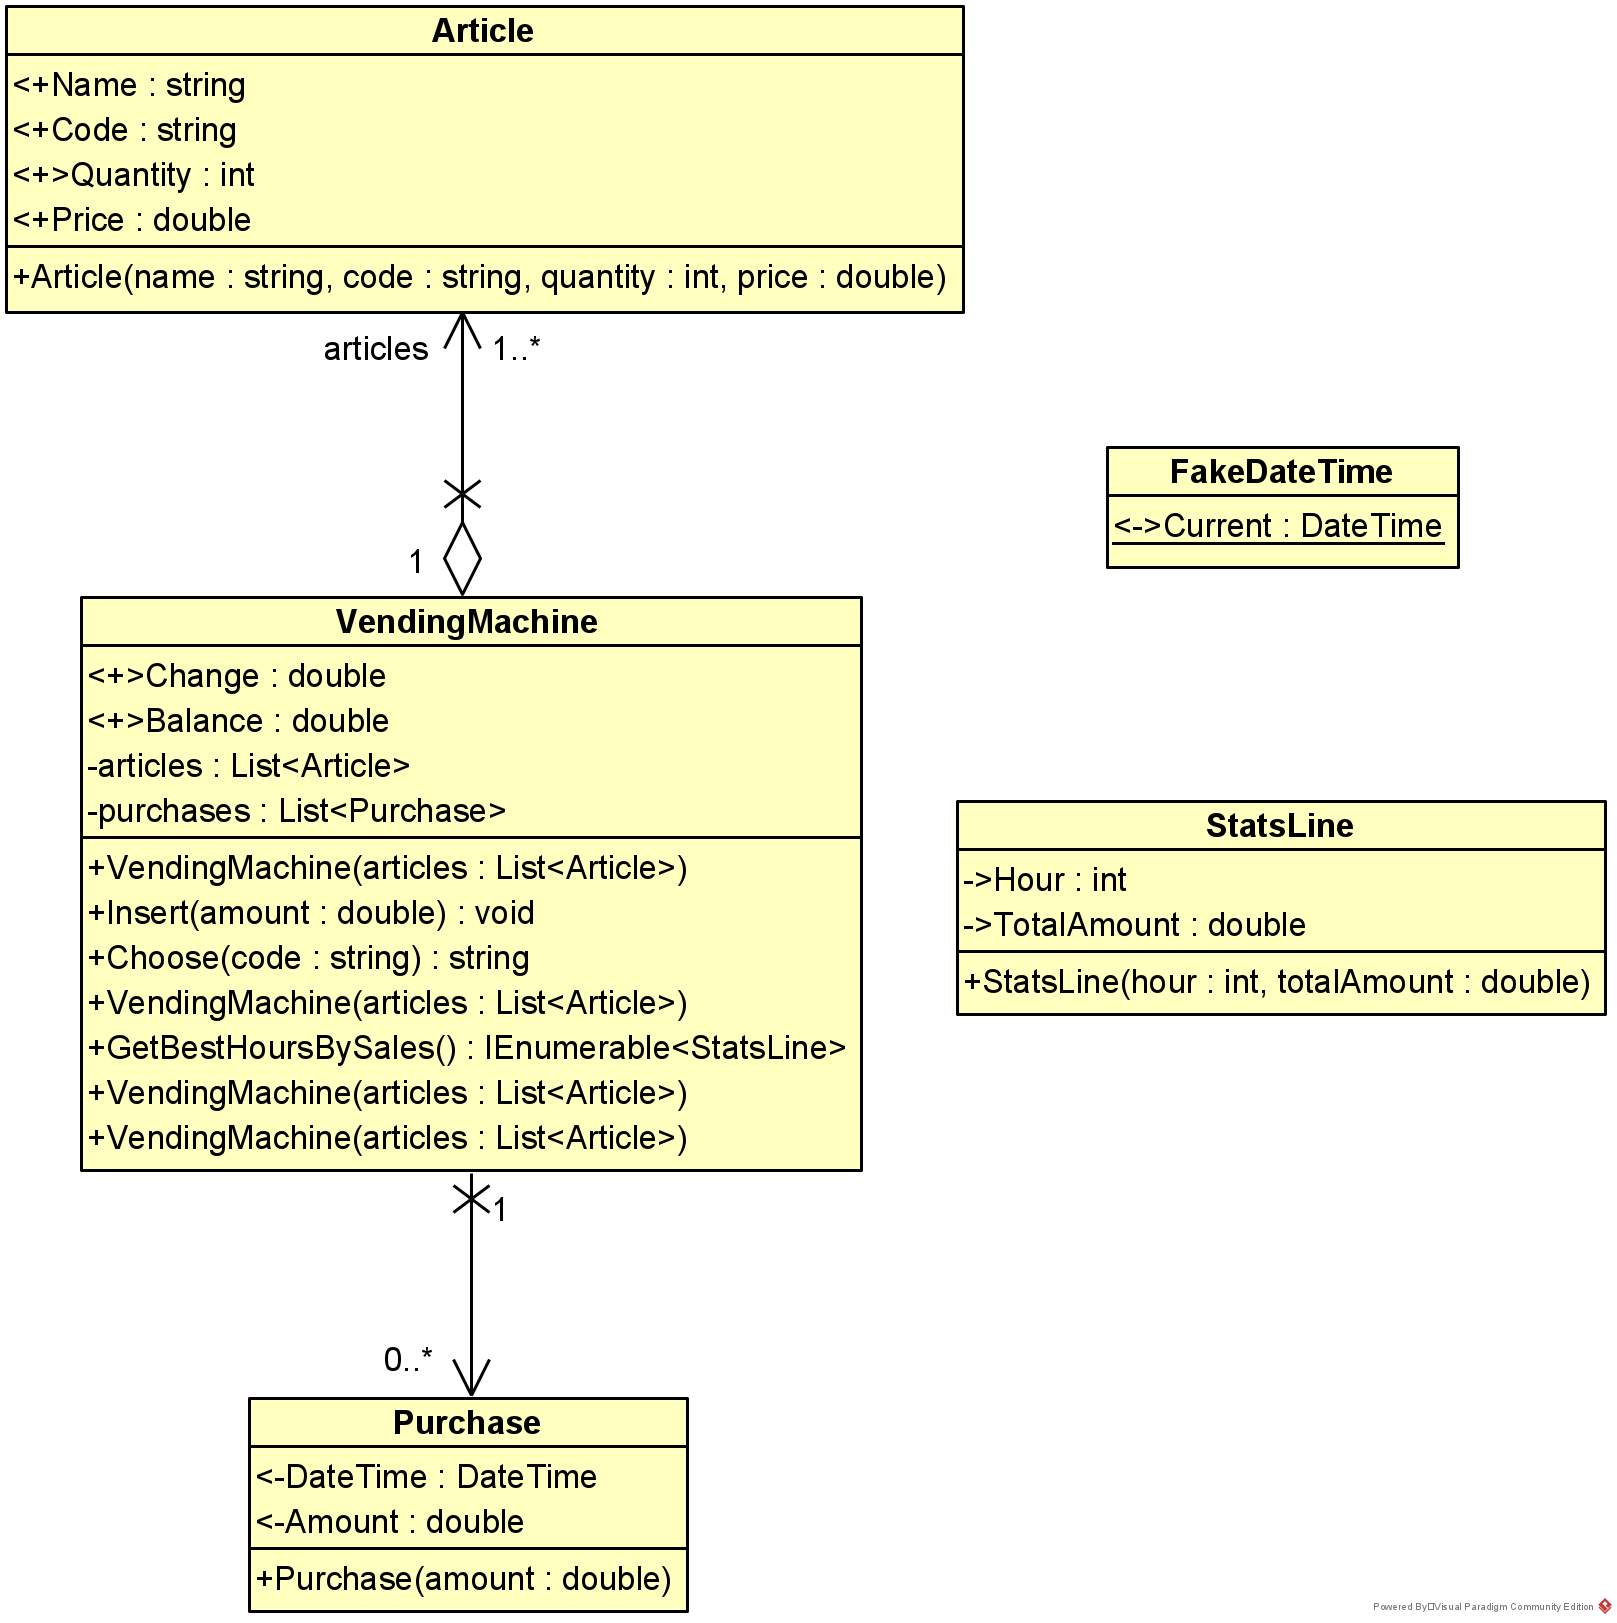 Article
<+Name : string
<+Code : string
<+>Quantity : int
<+Price : double
+Article(name : string, code : string, quantity : int, price : double)
articles
1..*
1
VendingMachine
<+>Change : double
<+>Balance : double
-articles : List<Article>
-purchases : List<Purchase>
+VendingMachine(articles : List<Article>)
+Insert(amount : double) : void
+Choose(code : string) : string
+VendingMachine(articles : List<Article>)
+GetBestHoursBySales() : IEnumerable<StatsLine>
+VendingMachine(articles : List<Article>)
+VendingMachine(articles : List<Article>)
1
0..*
Purchase
<-DateTime : DateTime
<-Amount : double
+Purchase(amount : double)
FakeDateTime
<->Current : DateTime
StatsLine
->Hour : int
->TotalAmount : double
+StatsLine(hour : int, totalAmount : double)
Powered By Visual Paradigm Community Edition